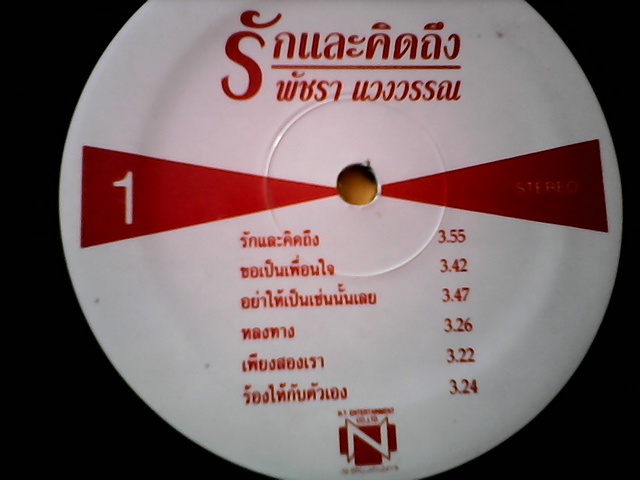 รักและคิดถึง
พัชรา แวงวรรณ
1
STEREO
รักและคิดถึง 3.55
ขอเป็นเพื่อนใจ 3.42
อย่าให้เป็นเช่นนั้นเลย 3.47
หลงทาง 3.26
เพียงสองเรา 3.22
ร้องไห้กับตัวเอง 3.24
N.T. ENTERTAINMENT
CO.,LTD.
N